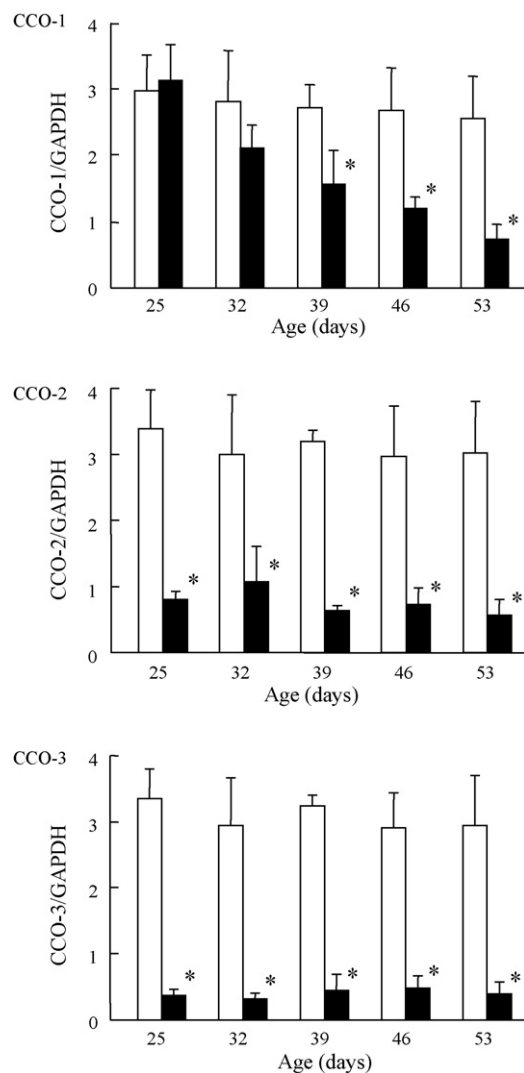 CCO-1
4
3
2
1
0
CCO-1/GAPDH
*
*
*
25 32 39 46 53
Age (days)
CCO-2
4
3
2
1
0
CCO-2/GAPDH
* * * * *
25 32 39 46 53
Age (days)
CCO-3
4
3
2
1
0
CCO-3/GAPDH
* * * * *
25 32 39 46 53
Age (days)